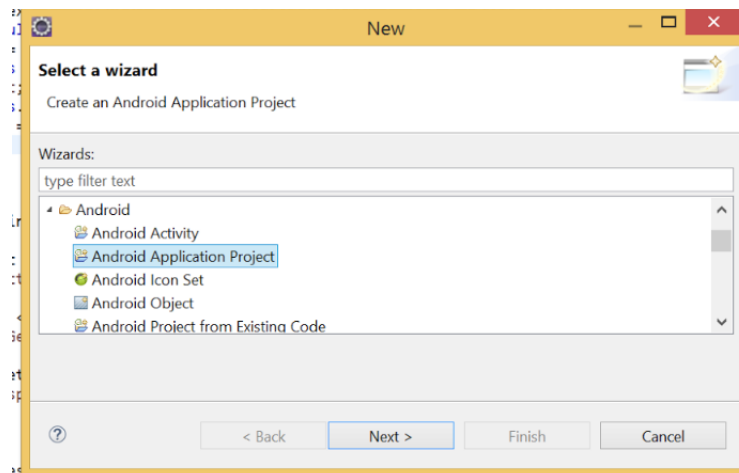 New
Select a wizard
Create an Android Application Project
Wizards:
type filter text
Android
Android Activity
Android Application Project
Android Icon Set
Android Object
Android Project from Existing Code
< Back Next > Finish Cancel